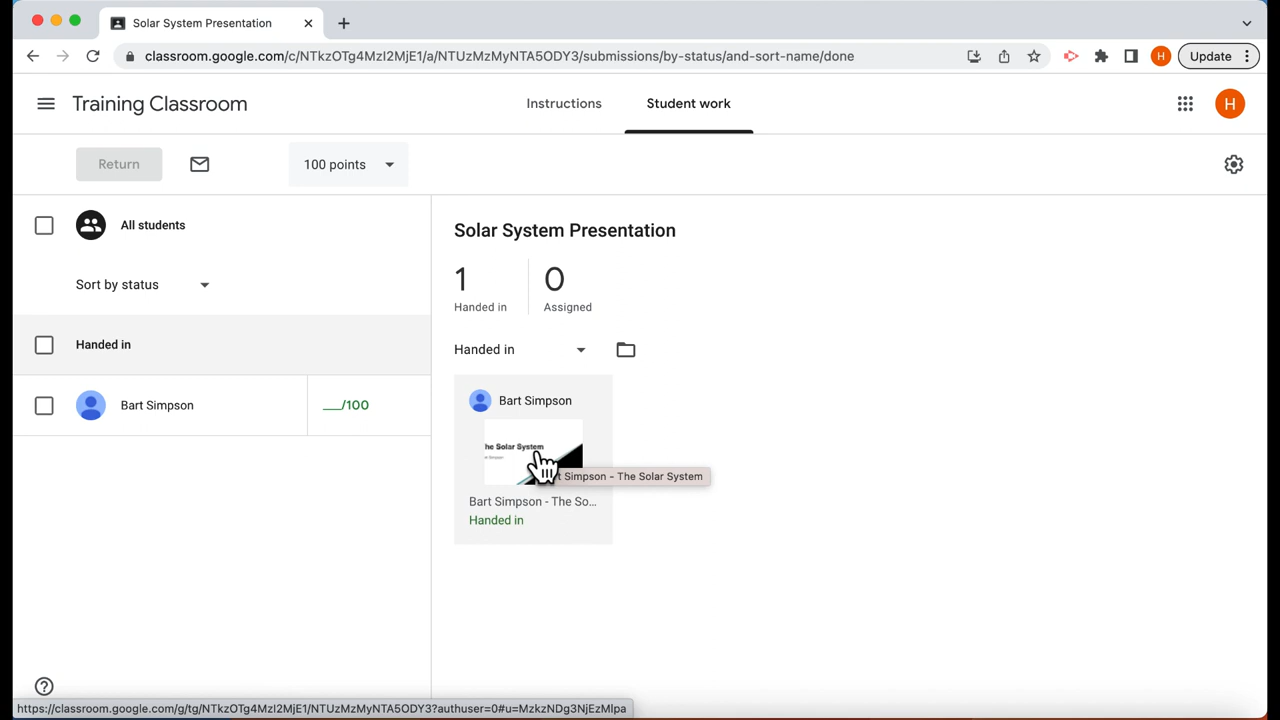 Solar System Presentation
classroom.google.com/c/NTkzOTg4MzI2MjE1/a/NTUzMzMyNTA5ODY3/submissions/by-status/and-sort-name/done
H
Update
Training Classroom
Instructions
Student work
H
Return
100 points
All students
Sort by status
Handed in
Bart Simpson
__/100
Solar System Presentation
1
0
Handed in
Assigned
Handed in
Bart Simpson
he Solar System
t Simpson - The Solar System
Bart Simpson - The So...
Handed in
https://classroom.google.com/g/tg/NTkzOTg4MzI2MjE1/NTUzMzMyNTA5ODY3?authuser=0#u=MzkzNDg3NjEzMlpa